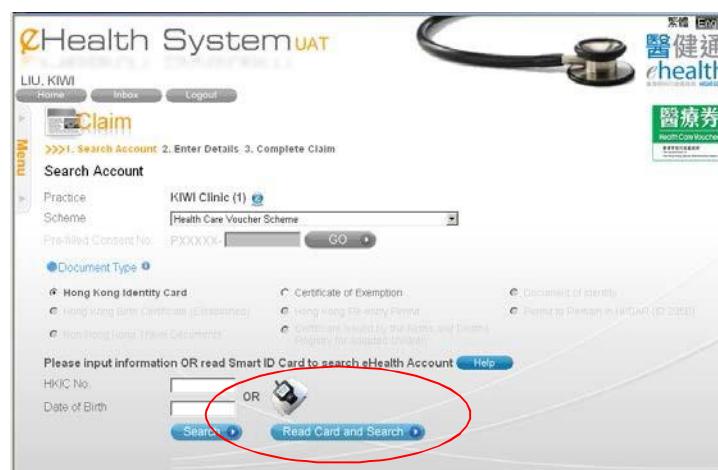 繁體 Eng
eHealth System UAT
醫健通
ehealth
LIU, KIWI
Home Inbox Logout
醫療券
Health Care Voucher
Claim
Menu
>>>1. Search Account 2. Enter Details 3. Complete Claim
Search Account
Practice KIWI Clinic (1)
Scheme Health Care Voucher Scheme
Pre-filled Consent No. PXXXXX- GO
Document Type
Hong Kong Identity Card Certificate of Exemption Document of Identity
Hong Kong Birth Certificate (Established) Hong Kong Re-entry Permit Permit to Remain in HKSAR (ID 235B)
Non-Hong Kong Travel Documents Certificate issued by the Births and Deaths Registry for adopted children
Please input information OR read Smart ID Card to search eHealth Account Help
HKIC No.
OR
Date of Birth
Search Read Card and Search